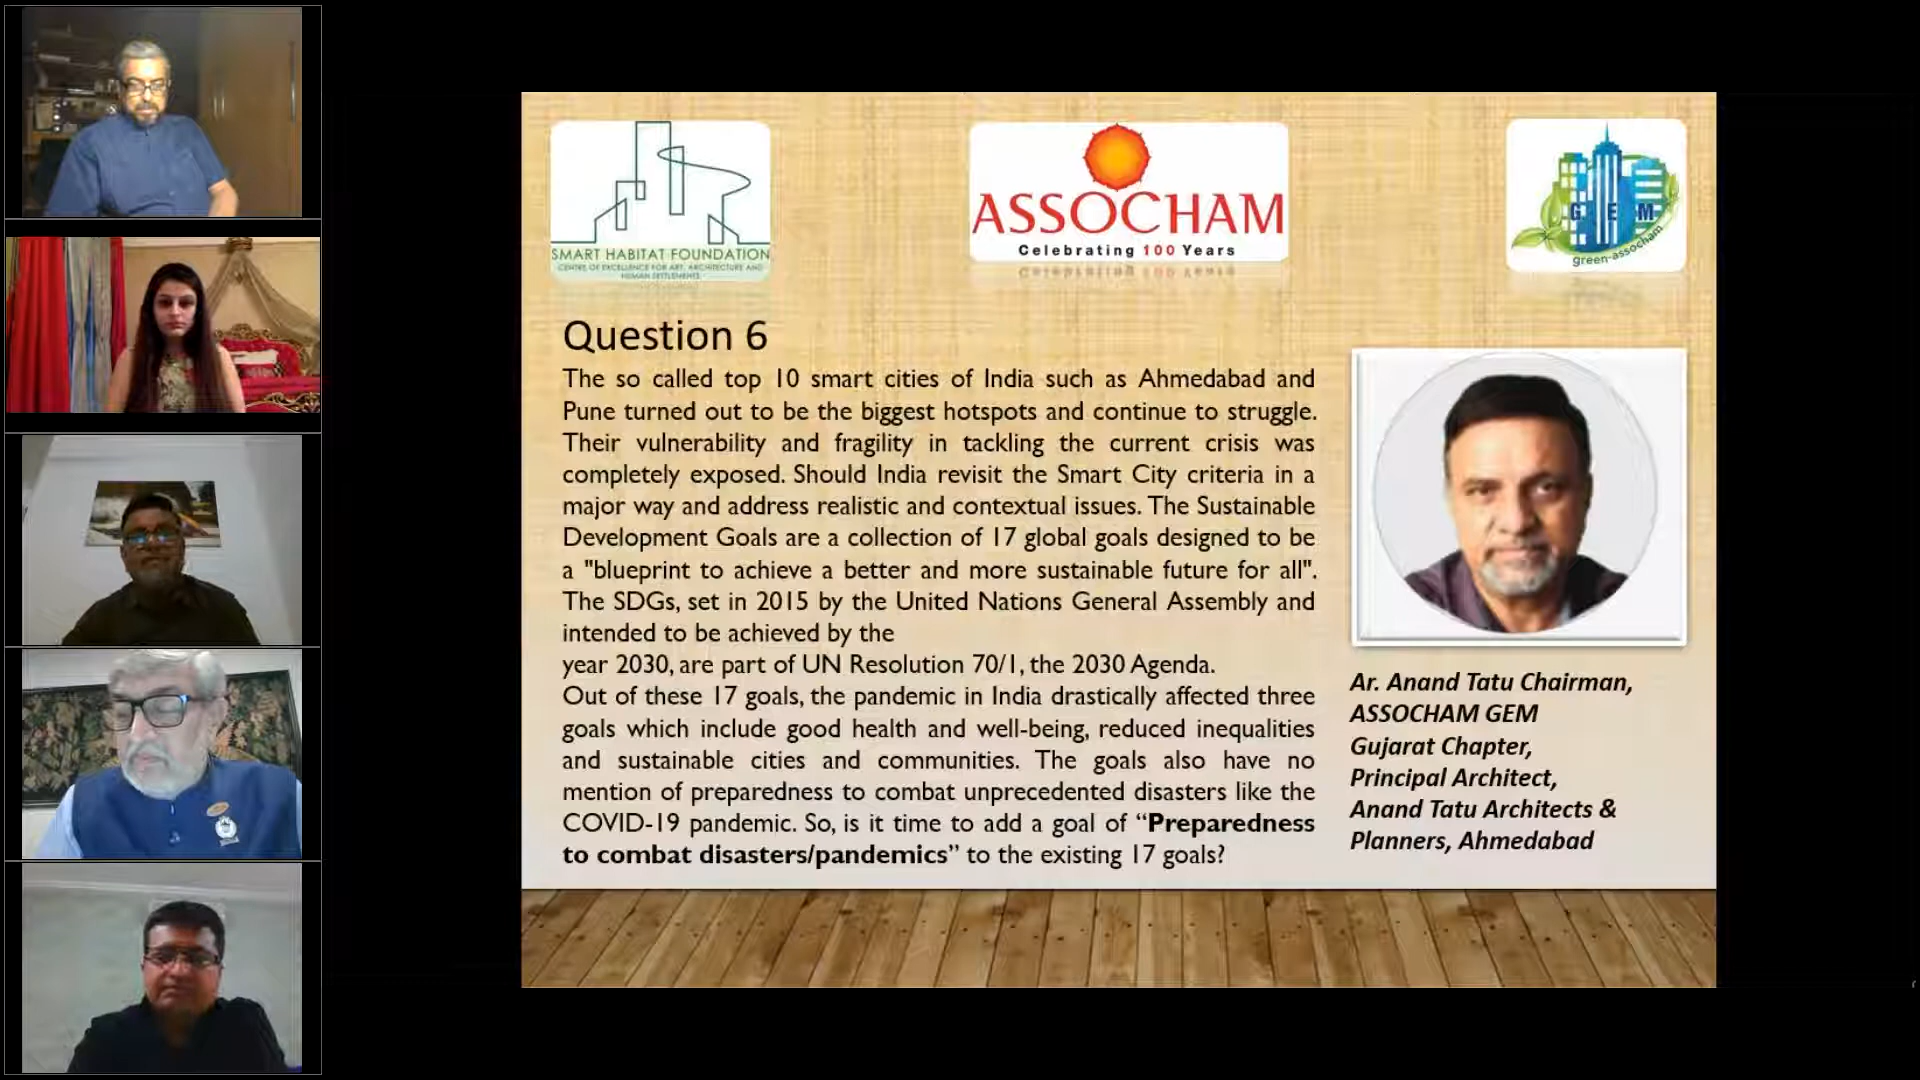 SMART HABITAT FOUNDATION
CENTRE OF EXCELLENCE FOR ART, ARCHITECTURE AND
HUMAN SETTLEMENTS
ASSOCHAM
Celebrating 100 Years
G E M
green-assocham
Question 6
The so called top 10 smart cities of India such as Ahmedabad and
Pune turned out to be the biggest hotspots and continue to struggle.
Their vulnerability and fragility in tackling the current crisis was
completely exposed. Should India revisit the Smart City criteria in a
major way and address realistic and contextual issues. The Sustainable
Development Goals are a collection of 17 global goals designed to be
a "blueprint to achieve a better and more sustainable future for all".
The SDGs, set in 2015 by the United Nations General Assembly and
intended to be achieved by the
year 2030, are part of UN Resolution 70/1, the 2030 Agenda.
Out of these 17 goals, the pandemic in India drastically affected three
goals which include good health and well-being, reduced inequalities
and sustainable cities and communities. The goals also have no
mention of preparedness to combat unprecedented disasters like the
COVID-19 pandemic. So, is it time to add a goal of “Preparedness
to combat disasters/pandemics” to the existing 17 goals?
Ar. Anand Tatu Chairman,
ASSOCHAM GEM
Gujarat Chapter,
Principal Architect,
Anand Tatu Architects &
Planners, Ahmedabad